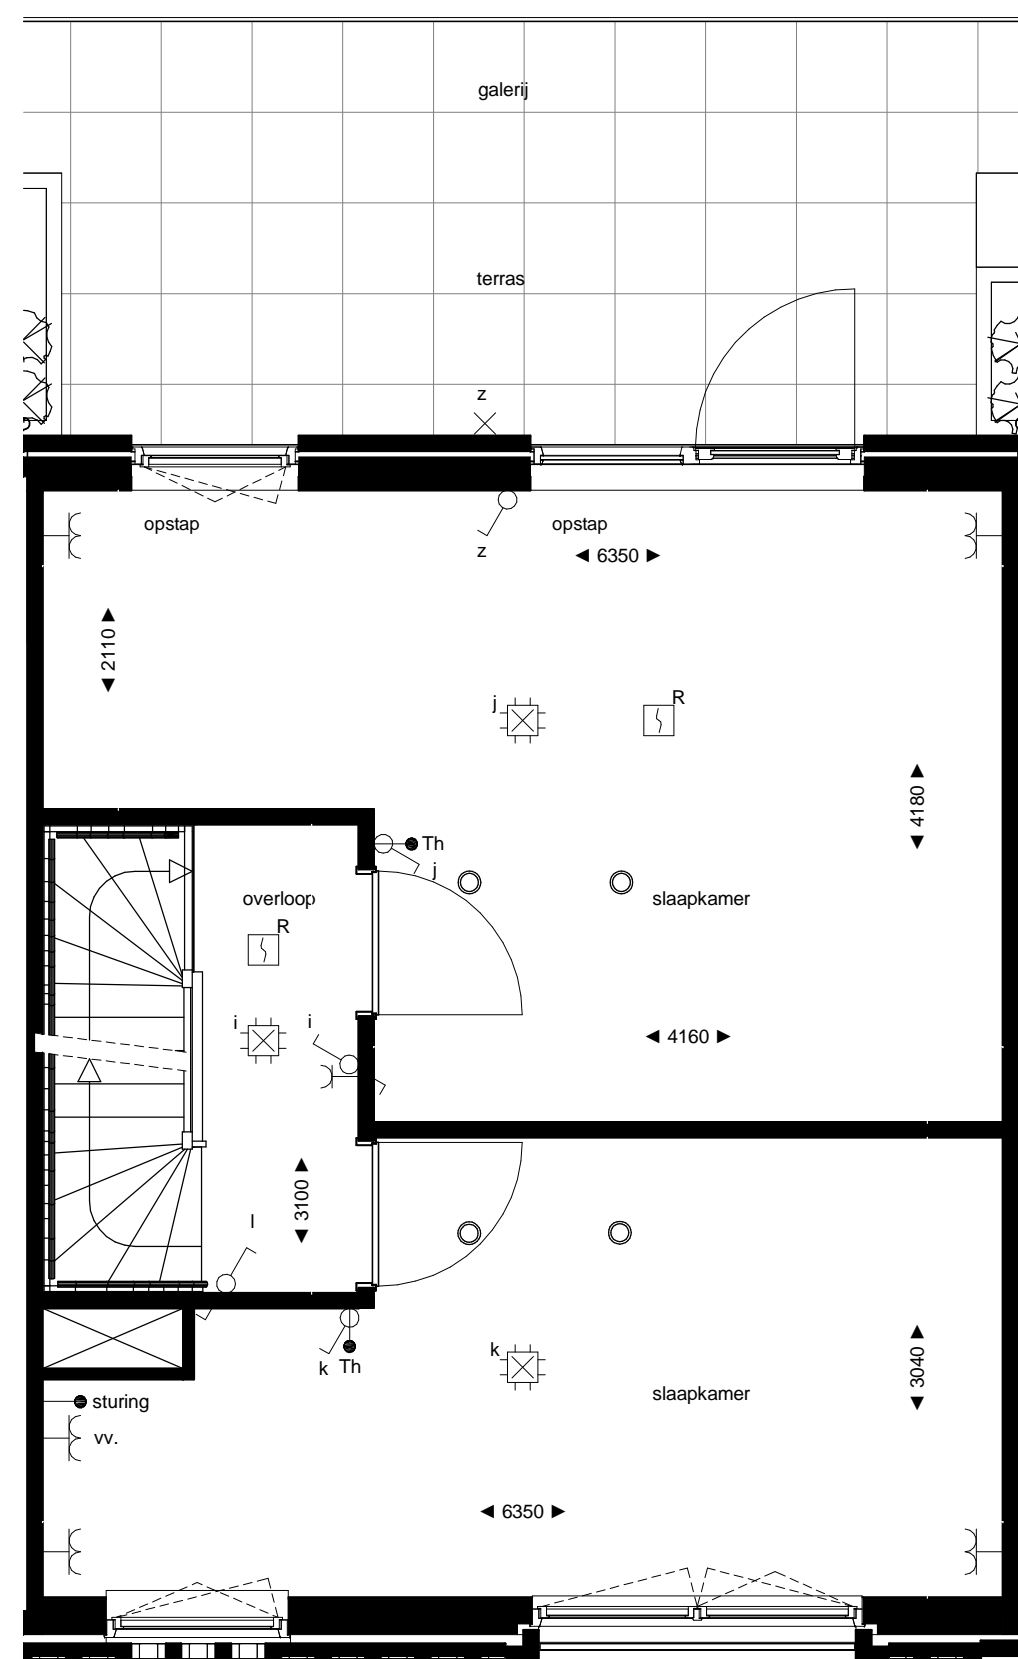 galerij
terras
z
opstap
z
opstap
6350
2110
j
R
4180
Th
j
overloop
slaapkamer
R
i
i
4160
3100
l
k
Th
k
3040
slaapkamer
sturing
vv.
6350